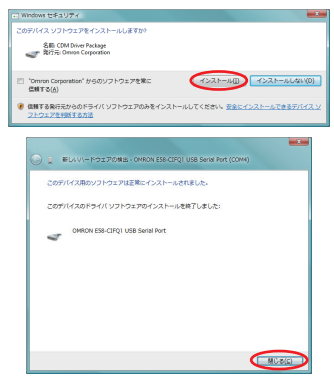 Windows セキュリティ
このデバイス ソフトウェアをインストールしますか?
名前: CDM Driver Package
発行元: Omron Corporation
"Omron Corporation" からのソフトウェアを常に
信頼する(A)
インストール(I)
インストールしない(N)
信頼する発行元からのドライバ ソフトウェアのみをインストールしてください。安全にインストールできるデバイス ソ
フトウェアを判断する方法
新しいハードウェアの検出 - OMRON E58-CIFQ1 USB Serial Port (COM4)
このデバイス用のソフトウェアは正常にインストールされました。
このデバイスのドライバ ソフトウェアのインストールを終了しました:
OMRON E58-CIFQ1 USB Serial Port
閉じる(C)